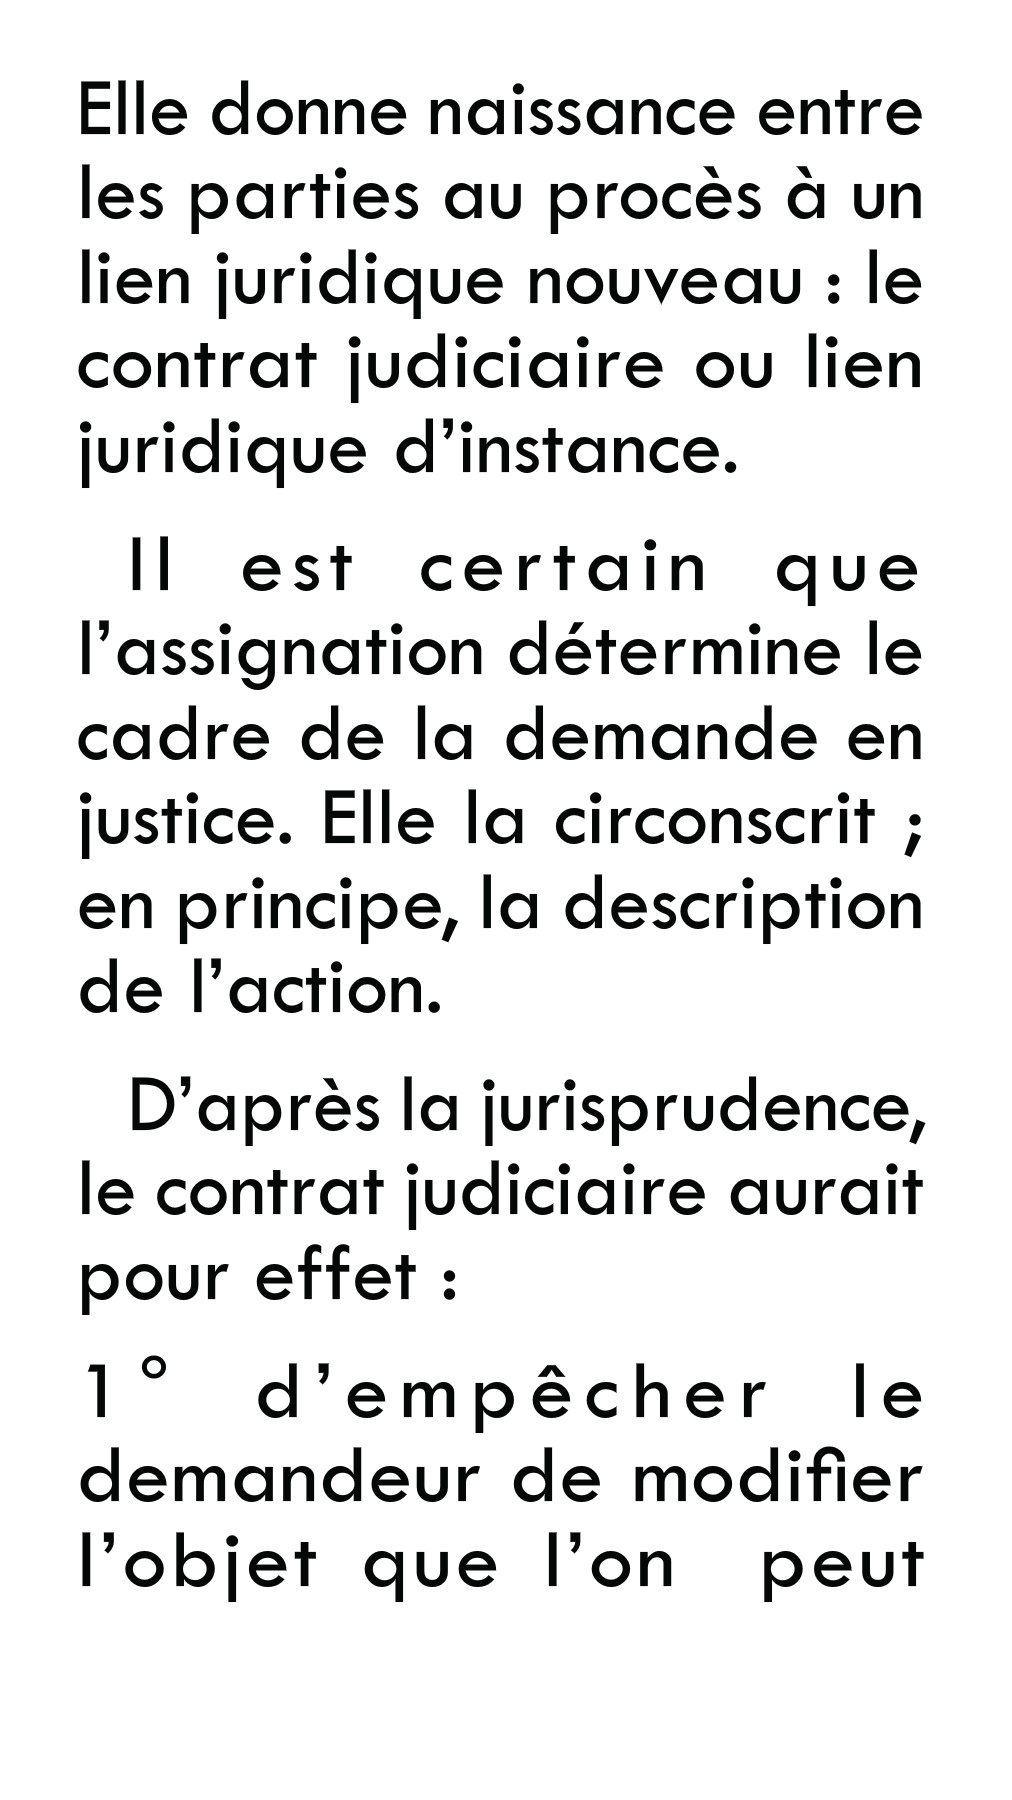 Elle donne naissance entre
les parties au procès à un
lien juridique nouveau : le
contrat judiciaire ou lien
juridique d’instance.
Il est certain que
l’assignation détermine le
cadre de la demande en
justice. Elle la circonscrit ;
en principe, la description
de l’action.
D’après la jurisprudence,
le contrat judiciaire aurait
pour effet :
1° d’empêcher le
demandeur de modifier
l’objet que l’on peut